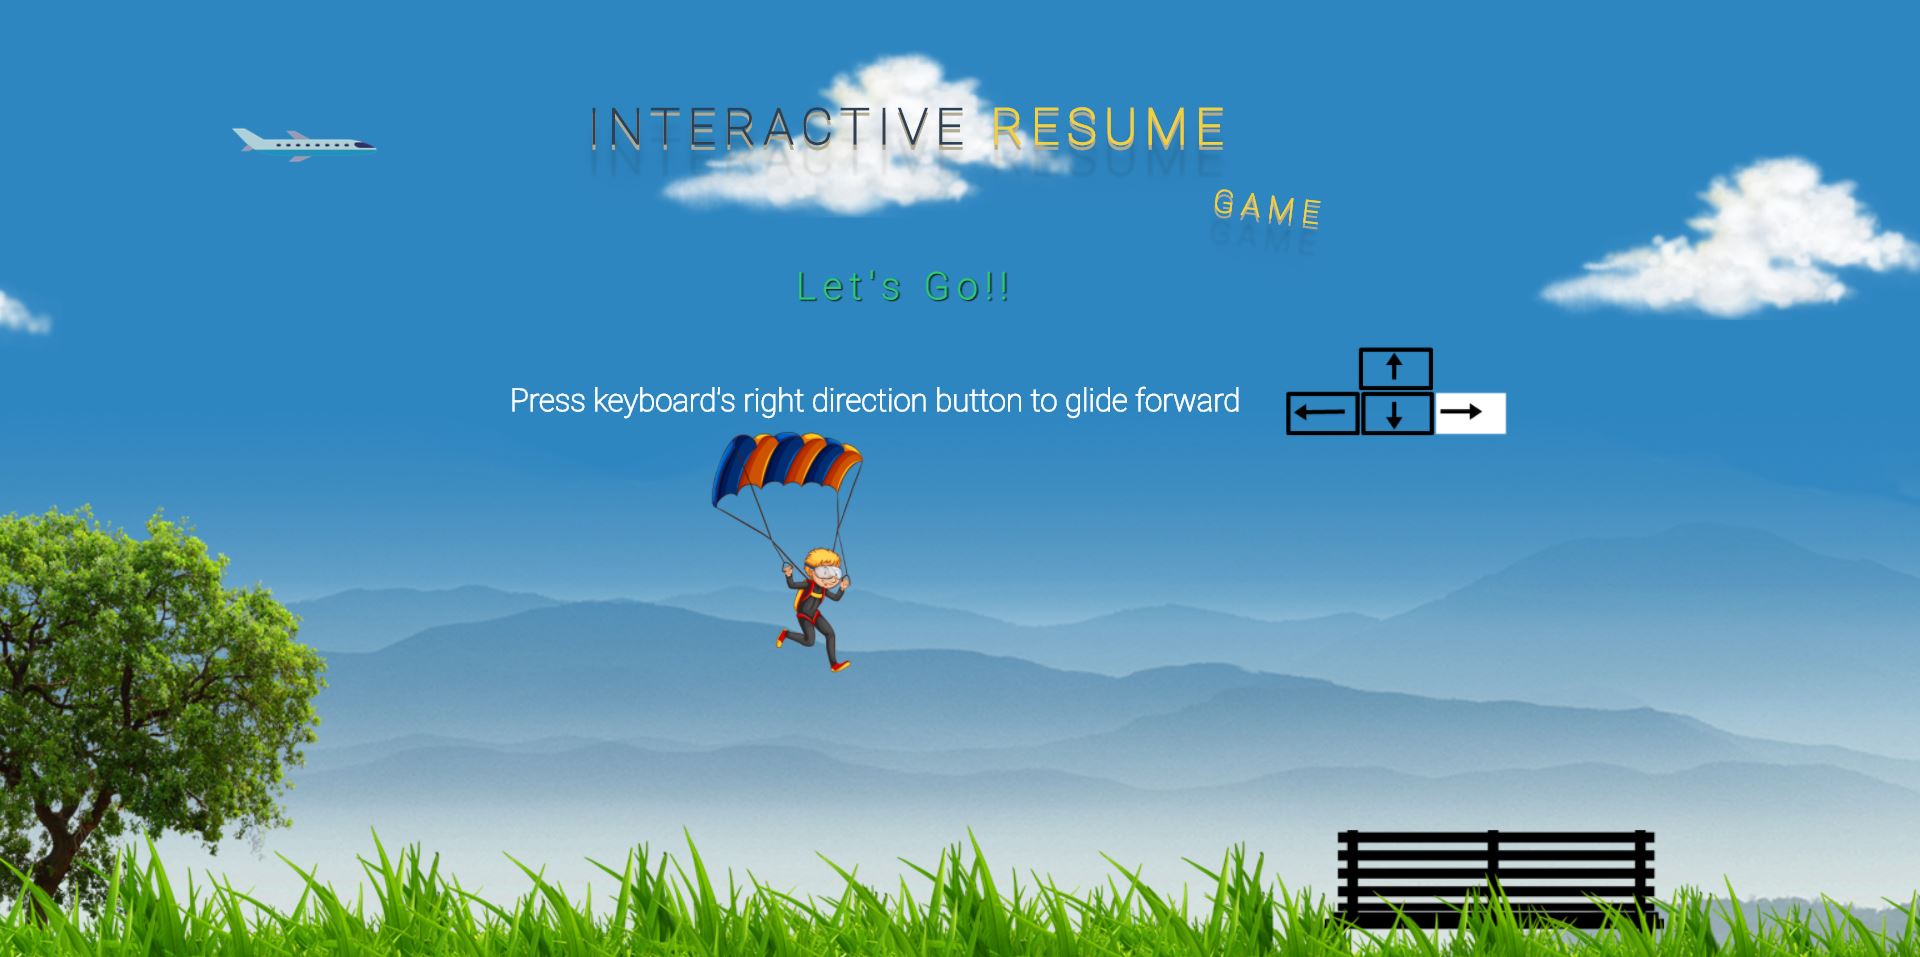 INTERACTIVE RESUME
GAME
Let's Go!!
Press keyboard's right direction button to glide forward